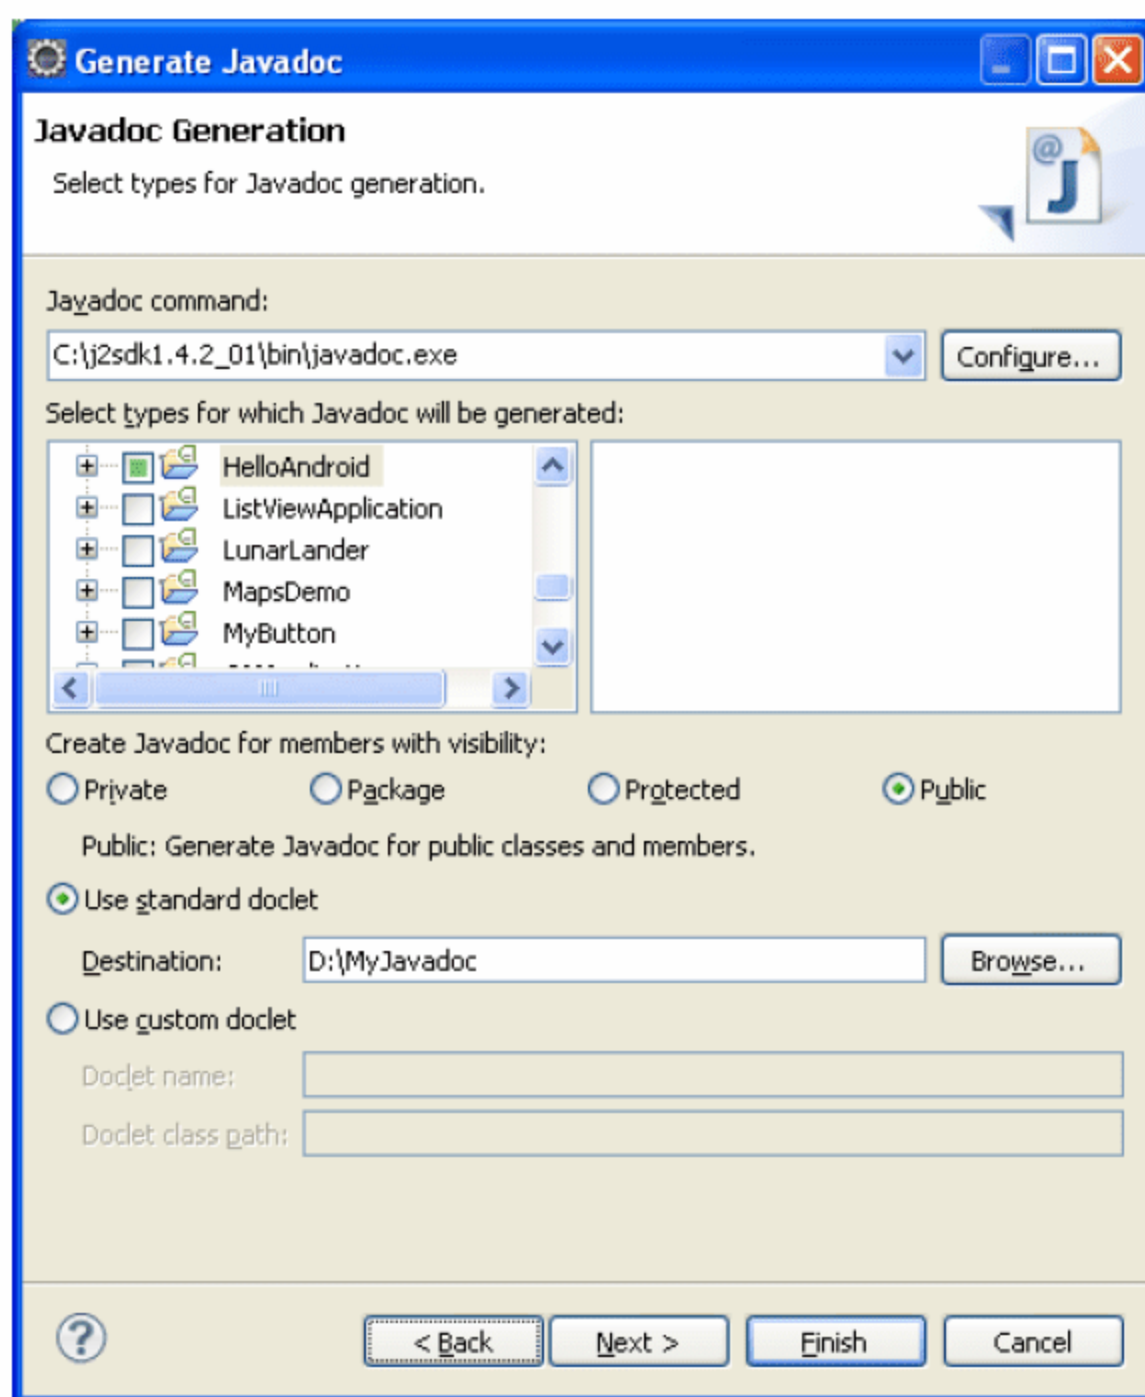 Generate Javadoc
Javadoc Generation
Select types for Javadoc generation.
@
J
Javadoc command:
C:\j2sdk1.4.2_01\bin\javadoc.exe
Configure...
Select types for which Javadoc will be generated:
HelloAndroid
ListViewApplication
LunarLander
MapsDemo
MyButton
Create Javadoc for members with visibility:
Private Package Protected Public
Public: Generate Javadoc for public classes and members.
Use standard doclet
Destination: D:\MyJavadoc Browse...
Use custom doclet
Doclet name:
Doclet class path:
? < Back Next > Finish Cancel